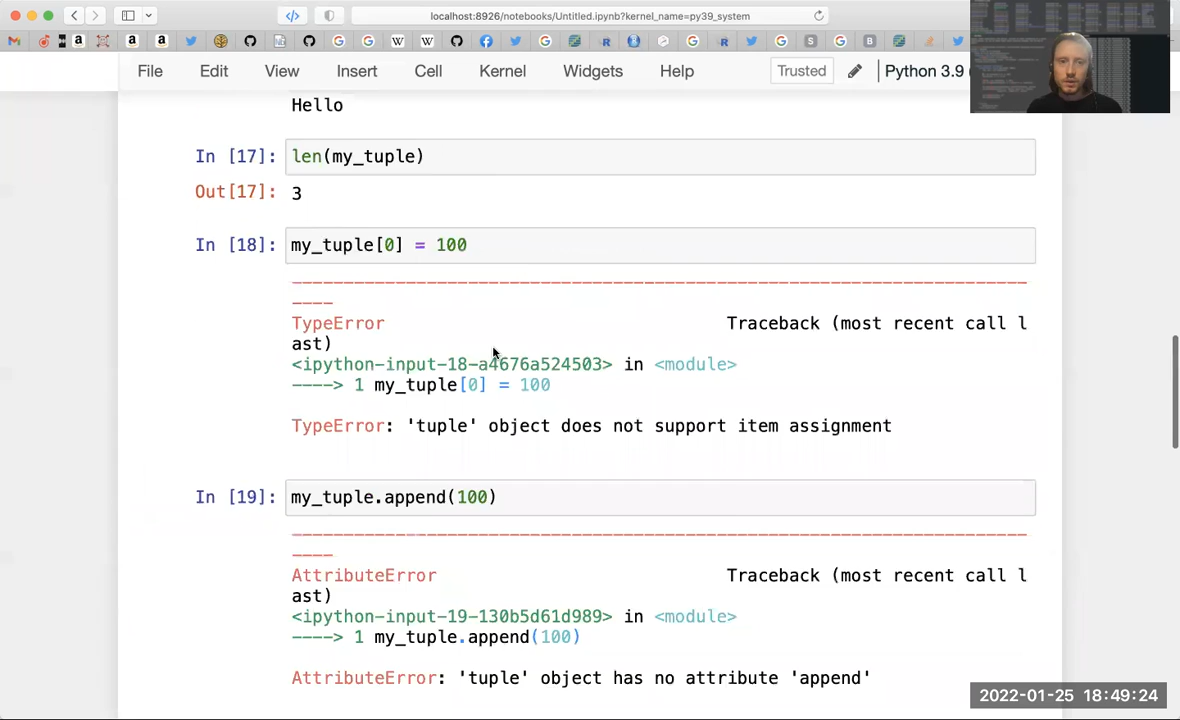 localhost:8926/notebooks/Untitled.ipynb?kernel_name=py39_system
File Edit View Insert Cell Kernel Widgets Help Trusted Python 3.9
Hello
In [17]: len(my_tuple)
Out[17]: 3
In [18]: my_tuple[0] = 100
--------------------------------------------------------------------------- 
TypeError Traceback (most recent call l
ast)
<ipython-input-18-a4676a524503> in <module>
----> 1 my_tuple[0] = 100
TypeError: 'tuple' object does not support item assignment
In [19]: my_tuple.append(100)
---------------------------------------------------------------------------
AttributeError Traceback (most recent call l
ast)
<ipython-input-19-130b5d61d989> in <module>
----> 1 my_tuple.append(100)
AttributeError: 'tuple' object has no attribute 'append'
2022-01-25 18:49:24